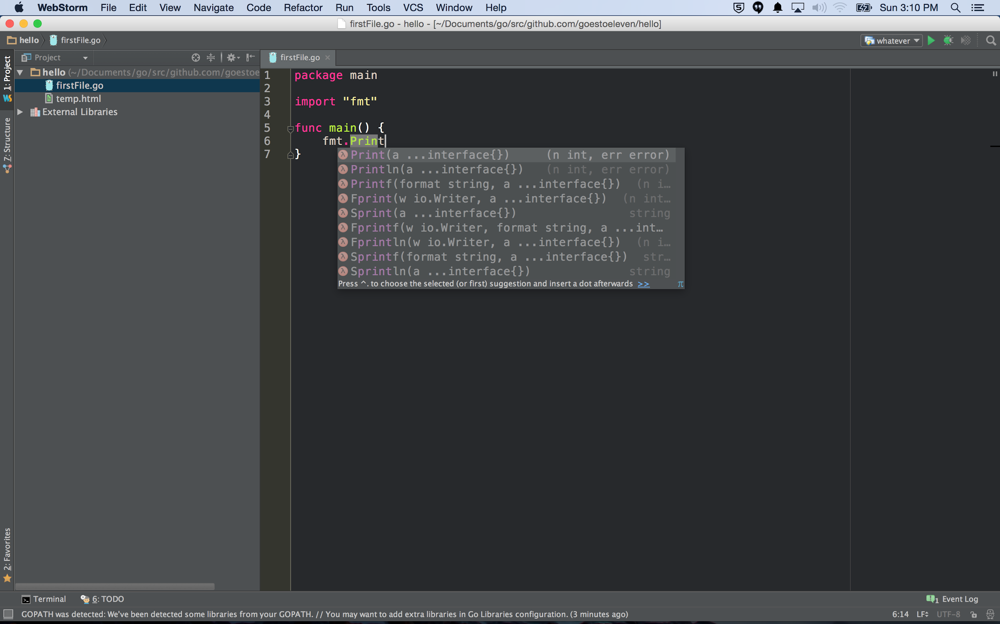 WebStorm File Edit View Navigate Code Refactor Run Tools VCS Window Help Sun 3:10 PM
firstFile.go - hello - [~/Documents/go/src/github.com/goestoeleven/hello]
hello firstFile.go whatever
1: Project
7: Structure
2: Favorites
Project
hello (~/Documents/go/src/github.com/goestoe
firstFile.go
temp.html
External Libraries
firstFile.go
1 package main
2
3 import "fmt"
4
5 func main() {
6 fmt.Print
7 }
Print(a ...interface{}) (n int, err error)
Println(a ...interface{}) (n int, err error)
Printf(format string, a ...interface{}) (n i…
Fprint(w io.Writer, a ...interface{}) (n int…
Sprint(a ...interface{}) string
Fprintf(w io.Writer, format string, a ...int…
Fprintln(w io.Writer, a ...interface{}) (n i…
Sprintf(format string, a ...interface{}) str…
Sprintln(a ...interface{}) string
Press ^. to choose the selected (or first) suggestion and insert a dot afterwards >> π
Terminal 6: TODO 1 Event Log
GOPATH was detected: We've been detected some libraries from your GOPATH. // You may want to add extra libraries in Go Libraries configuration. (3 minutes ago) 6:14 LF UTF-8